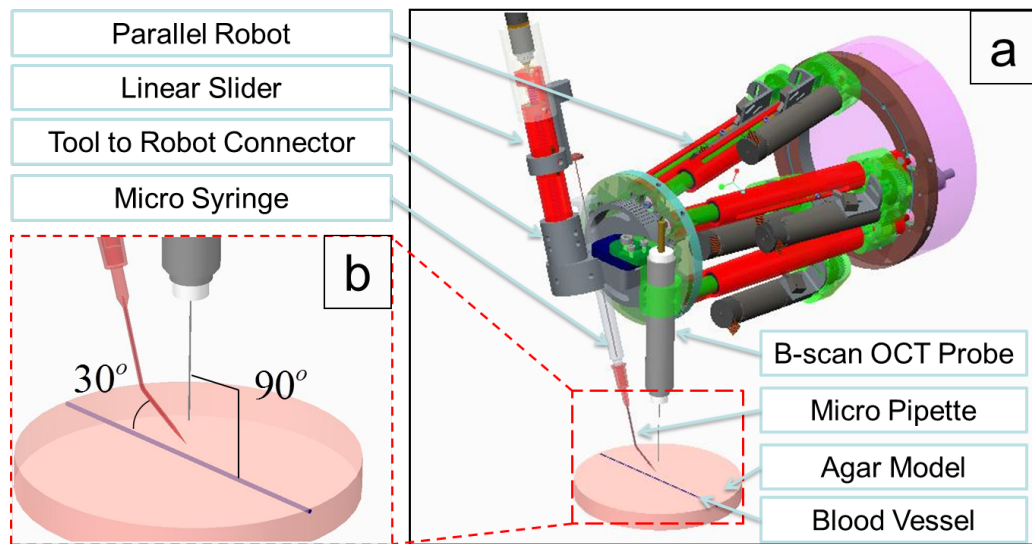 Parallel Robot
Linear Slider
Tool to Robot Connector
Micro Syringe
a
b
30°
90°
B-scan OCT Probe
Micro Pipette
Agar Model
Blood Vessel